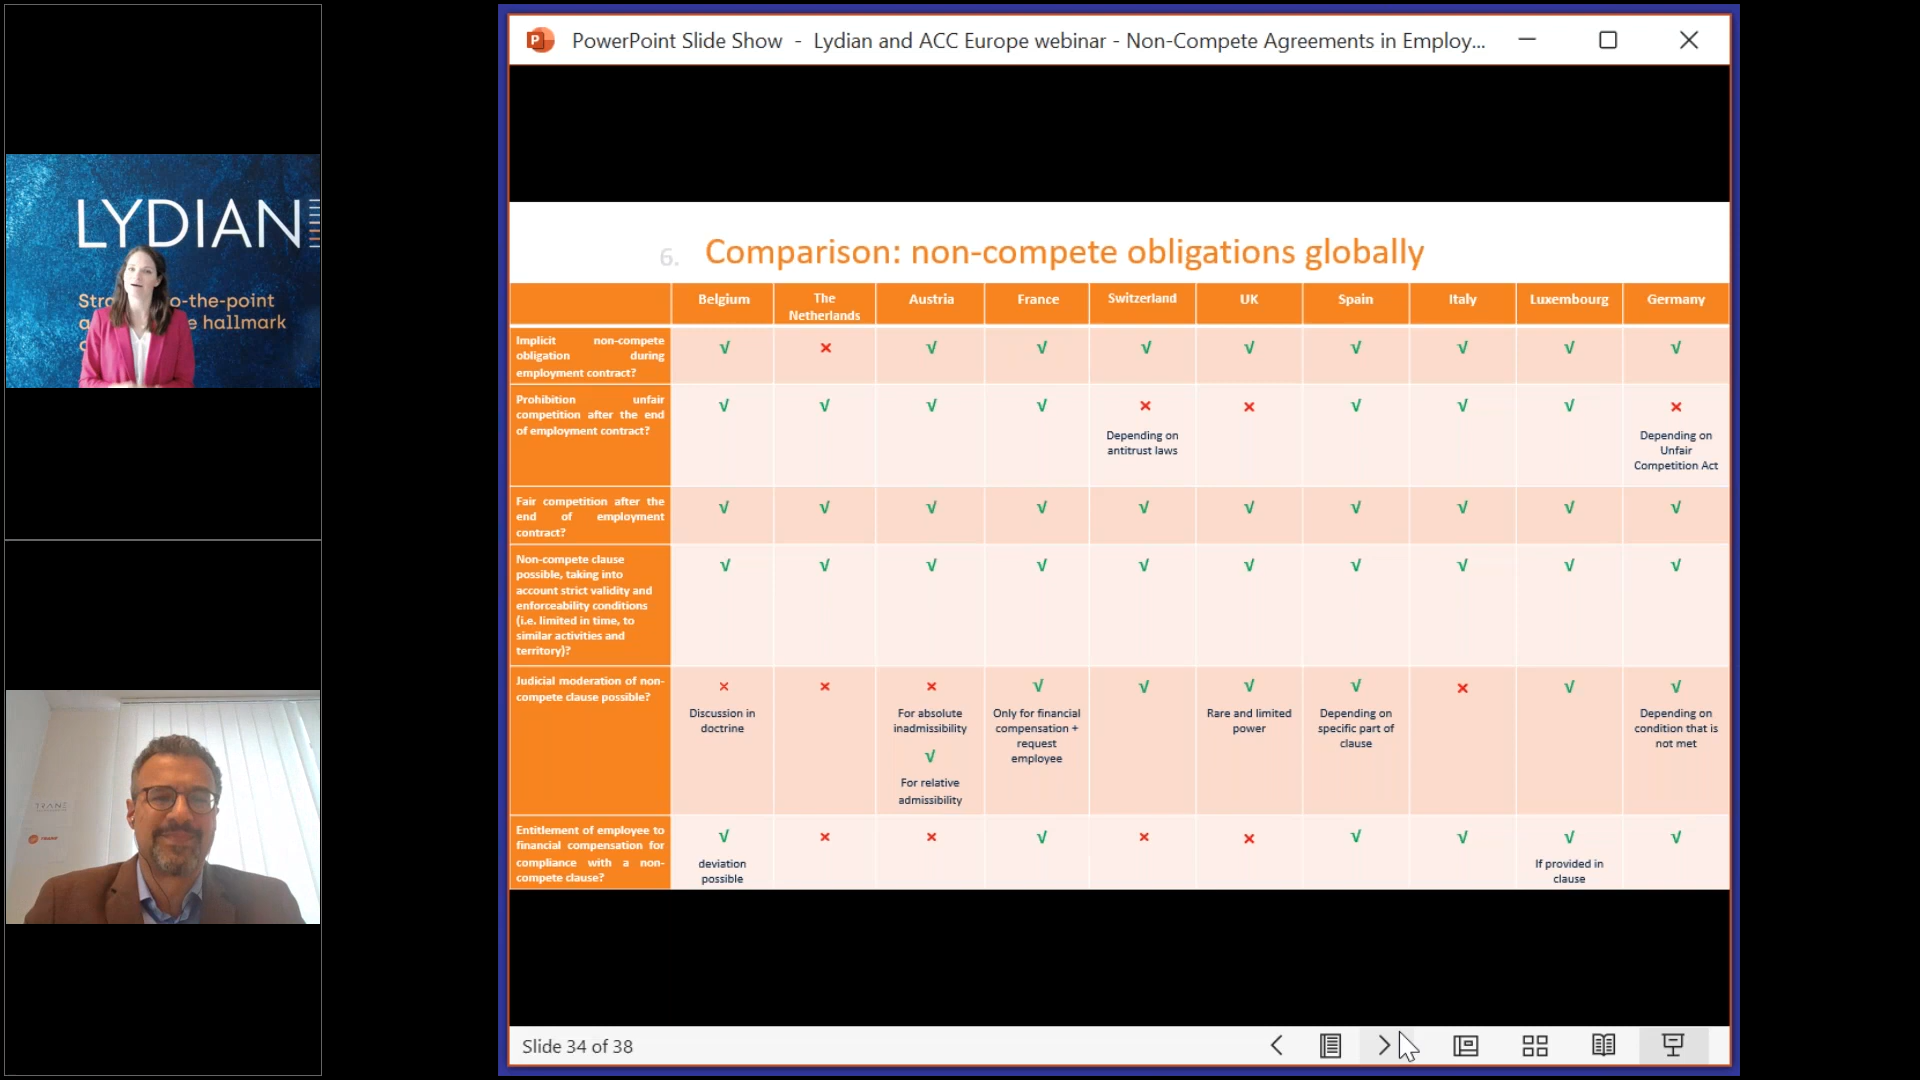 PowerPoint Slide Show - Lydian and ACC Europe webinar - Non-Compete Agreements in Employ...
LYDIAN
Stro o-the-point
a e hallmark
TRANE
6. Comparison: non-compete obligations globally
Belgium The Netherlands Austria France Switzerland UK Spain Italy Luxembourg Germany
Implicit non-compete
obligation during
employment contract?
√ × √ √ √ √ √ √ √ √
Prohibition unfair
competition after the end
of employment contract?
√ √ √ √ × × √ √ √ ×
Depending on
antitrust laws
Depending on
Unfair
Competition Act
Fair competition after the
end of employment
contract?
√ √ √ √ √ √ √ √ √ √
Non-compete clause
possible, taking into
account strict validity and
enforceability conditions
(i.e. limited in time, to
similar activities and
territory)?
√ √ √ √ √ √ √ √ √ √
Judicial moderation of non-
compete clause possible?
× × × √ √ √ √ × √ √
Discussion in
doctrine
For absolute
inadmissibility
√
For relative
admissibility
Only for financial
compensation +
request
employee
Rare and limited
power
Depending on
specific part of
clause
Depending on
condition that is
not met
Entitlement of employee to
financial compensation for
compliance with a non-
compete clause?
√ × × √ × × √ √ √ √
deviation
possible
If provided in
clause
Slide 34 of 38